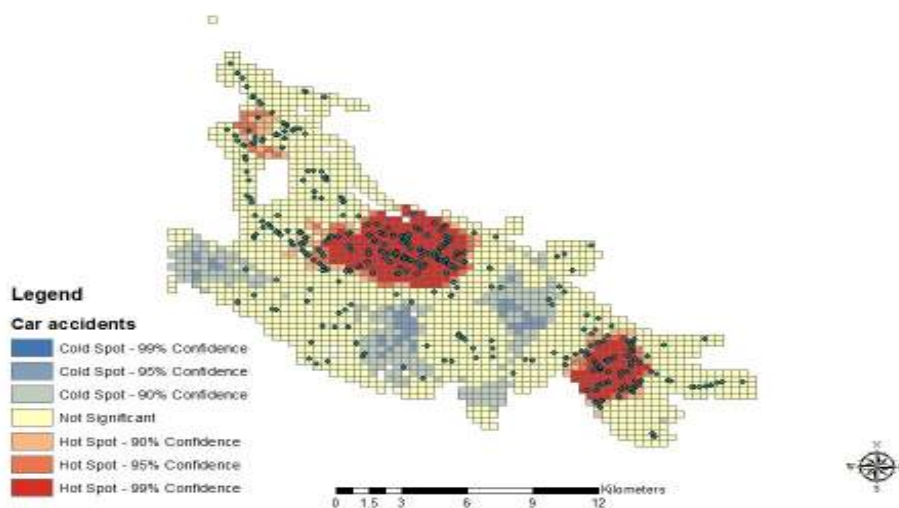 Legend
Car accidents
Cold Spot - 99% Confidence
Cold Spot - 95% Confidence
Cold Spot - 90% Confidence
Not Significant
Hot Spot - 90% Confidence
Hot Spot - 95% Confidence
Hot Spot - 99% Confidence
Kilometers
0 1.5 3 6 9 12